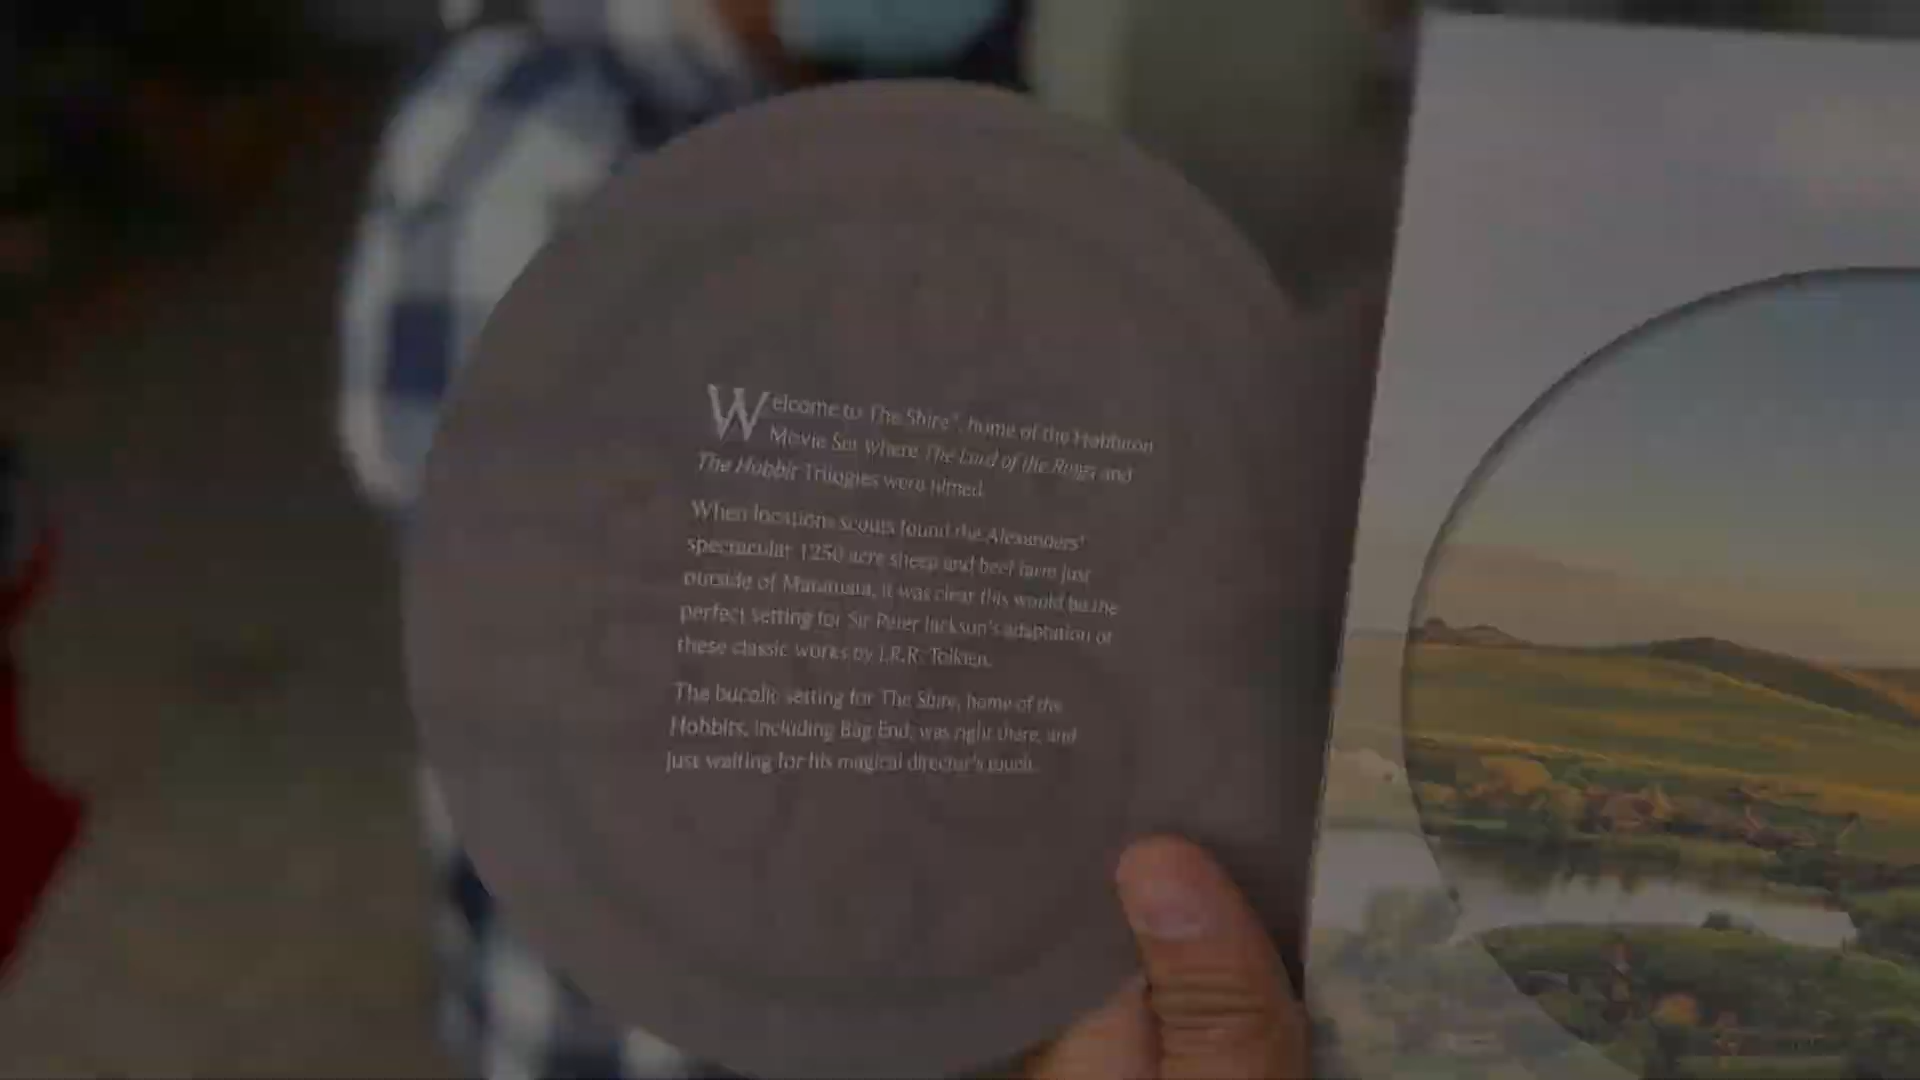 Welcome to The Shire®, home of the Hobbiton
Movie Set where The Lord of the Rings and
The Hobbit Trilogies were filmed.
When locations scouts found the Alexanders'
spectacular 1250 acre sheep and beef farm just
outside of Matamata, it was clear this would be the
perfect setting for Sir Peter Jackson's adaptation of
these classic works by J.R.R. Tolkien.
The bucolic setting for The Shire, home of the
Hobbits, including Bag End, was right there, and
just waiting for his magical director's touch.